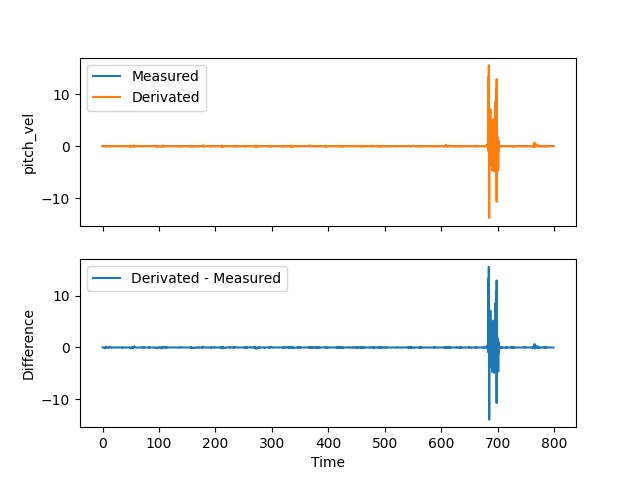 Measured
Derivated
10
0
−10
pitch_vel
Derivated - Measured
10
0
−10
Difference
0 100 200 300 400 500 600 700 800
Time